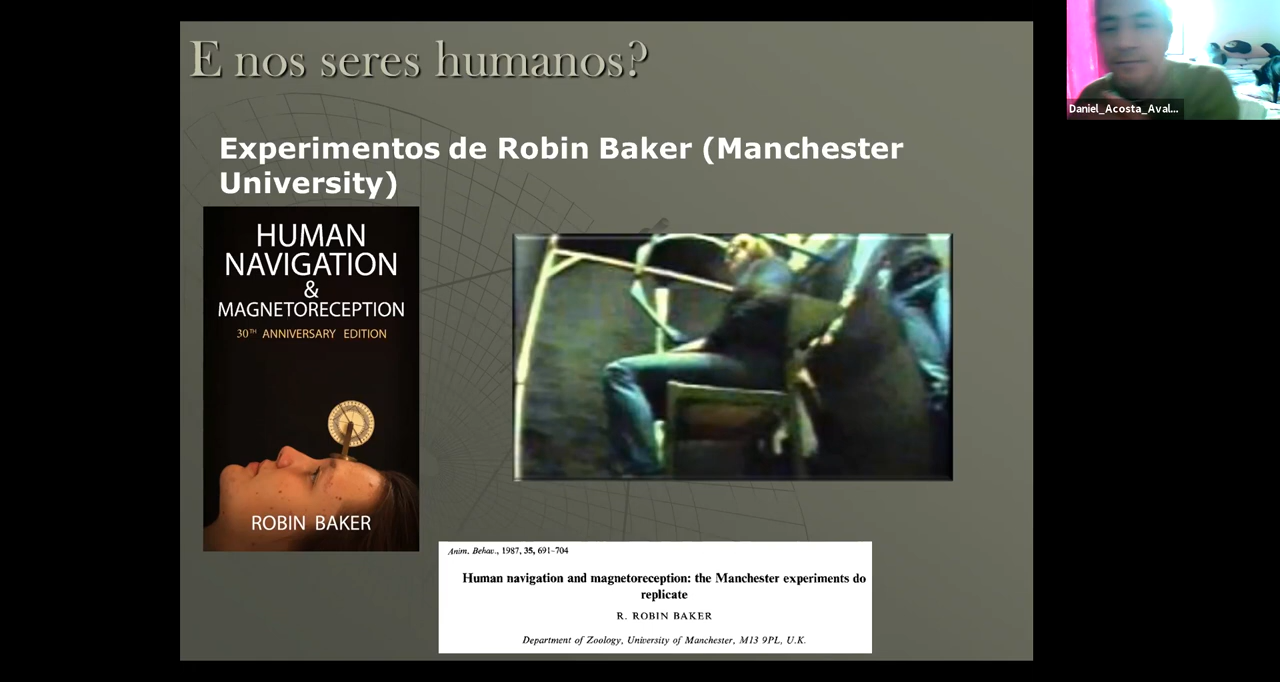 E nos seres humanos?
Experimentos de Robin Baker (Manchester
University)
HUMAN
NAVIGATION
&
MAGNETORECEPTION
30TH ANNIVERSARY EDITION
ROBIN BAKER
Anim. Behav., 1987, 35, 691–704
Human navigation and magnetoreception: the Manchester experiments do
replicate
R. ROBIN BAKER
Department of Zoology, University of Manchester, M13 9PL, U.K.
Daniel_Acosta_Aval...